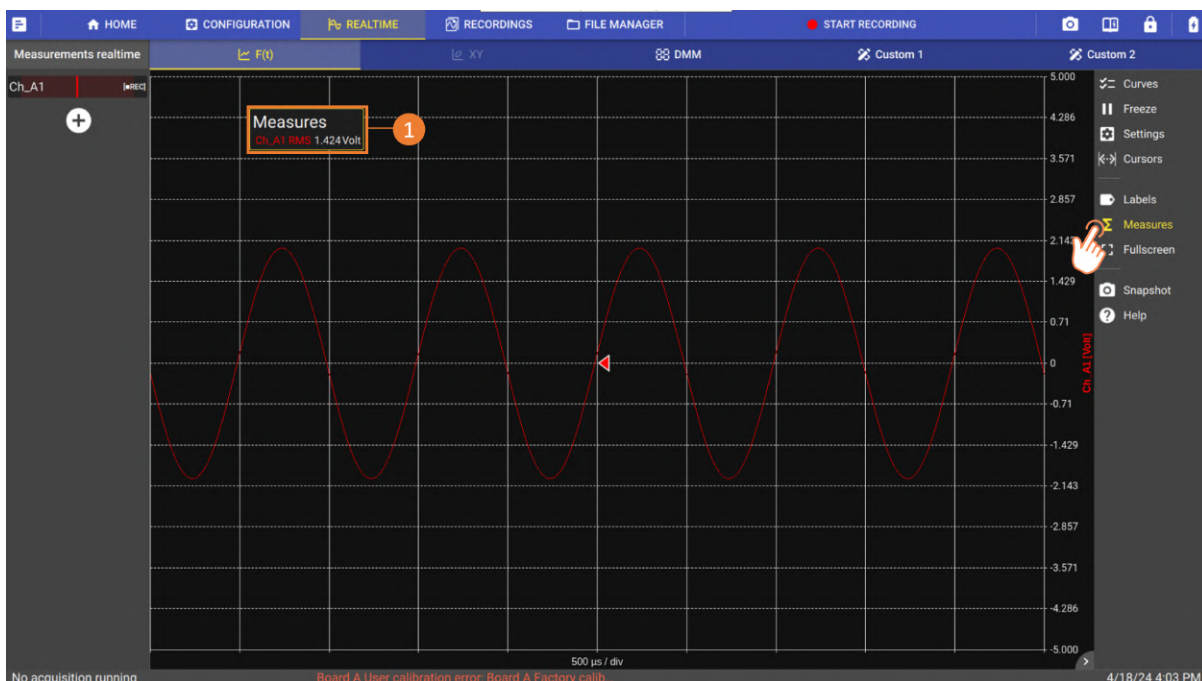 HOME
CONFIGURATION
REALTIME
RECORDINGS
FILE MANAGER
START RECORDING
Measurements realtime
F(t)
XY
DMM
Custom 1
Custom 2
Ch_A1
[■REC]
Measures
Ch_A1 RMS 1.424 Volt
1
5.000
4.286
3.571
2.857
2.143
1.429
0.71
0
-0.71
-1.429
-2.143
-2.857
-3.571
-4.286
-5.000
Ch_A1 [Volt]
Curves
Freeze
Settings
Cursors
Labels
Measures
Fullscreen
Snapshot
Help
500 µs / div
No acquisition running
Board A User calibration error: Board A Factory calib
4/18/24 4:03 PM